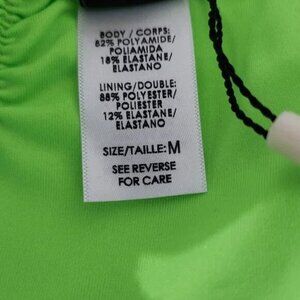 BODY / CORPS:
82% POLYAMIDE/
POLIAMIDA
18% ELASTANE/
ELASTANO
LINING/DOUBLE:
88% POLYESTER/
POLIESTER
12% ELASTANE/
ELASTANO
SIZE/TAILLE: M
SEE REVERSE
FOR CARE